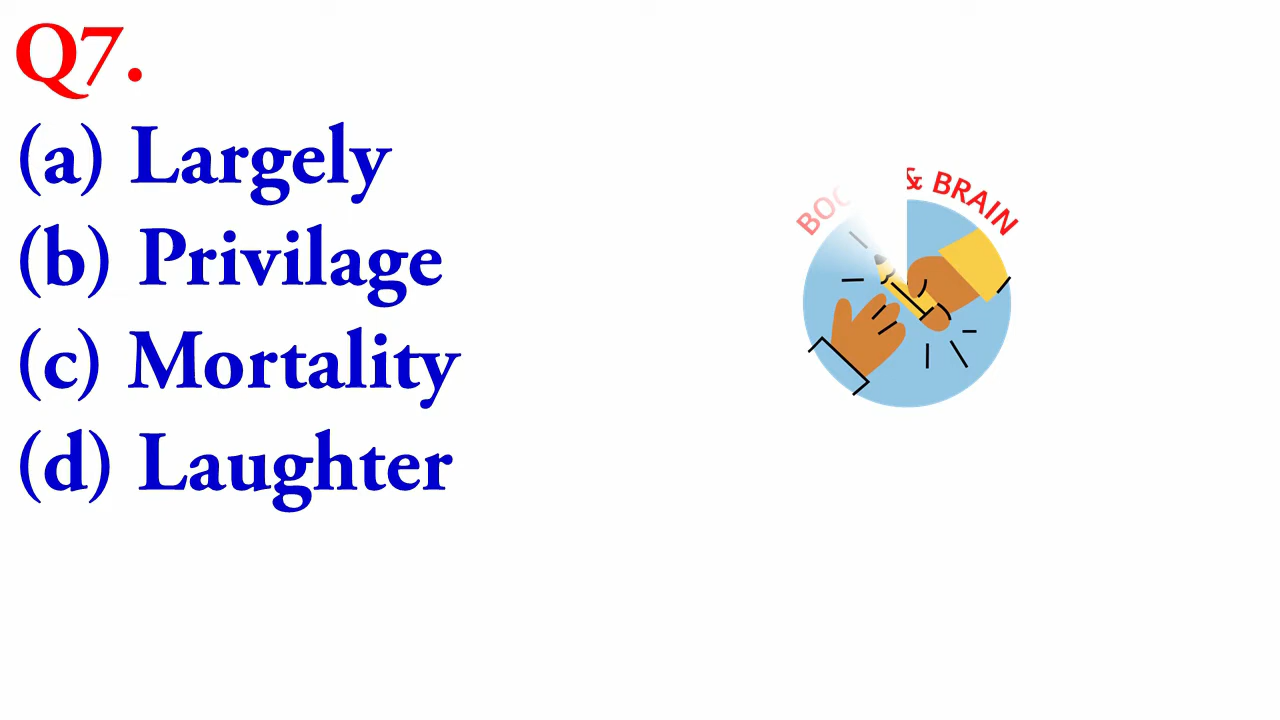 Q7.
(a) Largely
(b) Privilage
(c) Mortality
(d) Laughter
& BRAIN